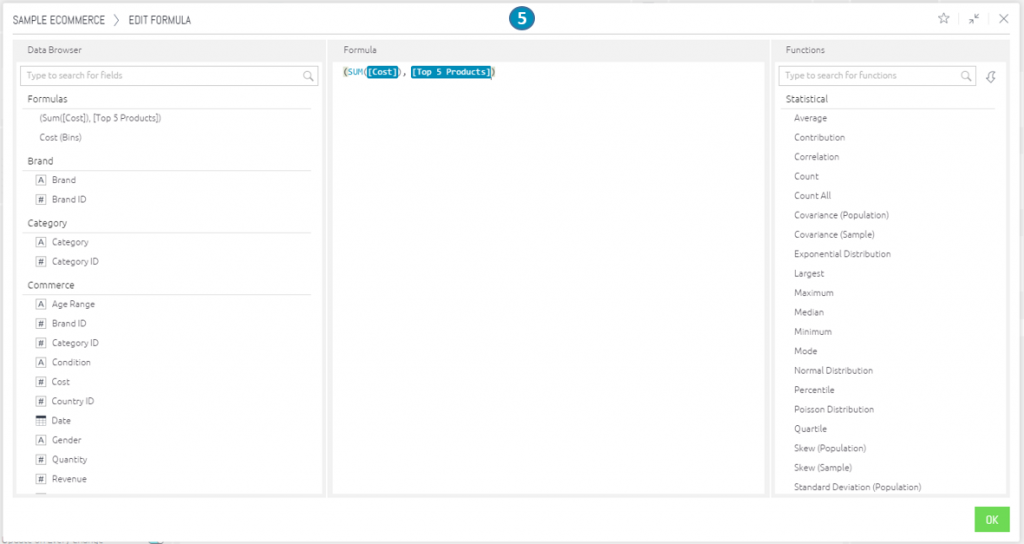 SAMPLE ECOMMERCE > EDIT FORMULA
5
Data Browser
Type to search for fields
Formulas
(Sum([Cost]), [Top 5 Products])
Cost (Bins)
Brand
A Brand
# Brand ID
Category
A Category
# Category ID
Commerce
A Age Range
# Brand ID
# Category ID
A Condition
# Cost
# Country ID
Date
A Gender
# Quantity
# Revenue
Formula
(SUM([Cost]), [Top 5 Products])
Functions
Type to search for functions
Statistical
Average
Contribution
Correlation
Count
Count All
Covariance (Population)
Covariance (Sample)
Exponential Distribution
Largest
Maximum
Median
Minimum
Mode
Normal Distribution
Percentile
Poisson Distribution
Quartile
Skew (Population)
Skew (Sample)
Standard Deviation (Population)
OK